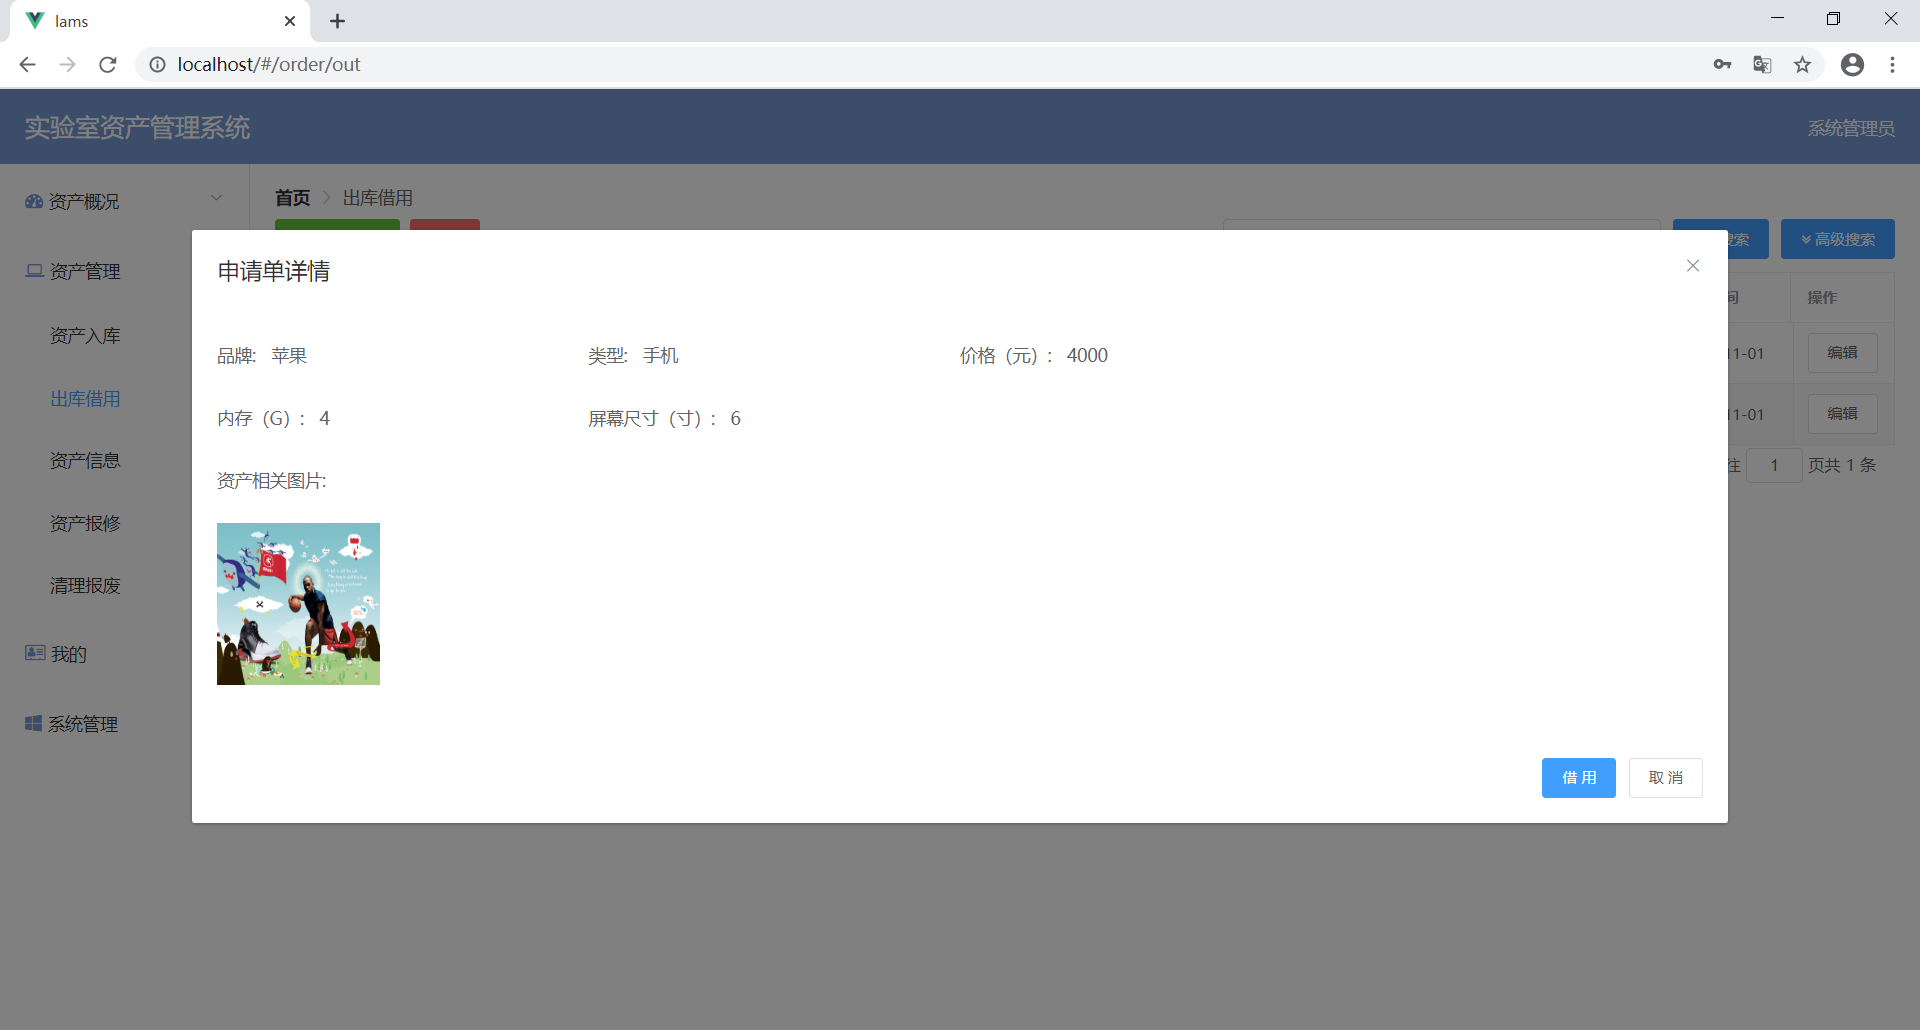 lams
localhost/#/order/out
实验室资产管理系统
系统管理员
资产概况
首页
出库借用
索
高级搜索
申请单详情
资产管理
间
操作
资产入库
品牌: 苹果
类型: 手机
价格（元）: 4000
11-01
编辑
出库借用
内存（G）: 4
屏幕尺寸（寸）: 6
11-01
编辑
资产信息
资产相关图片:
往
1
页共 1 条
资产报修
清理报废
我的
系统管理
借 用
取 消